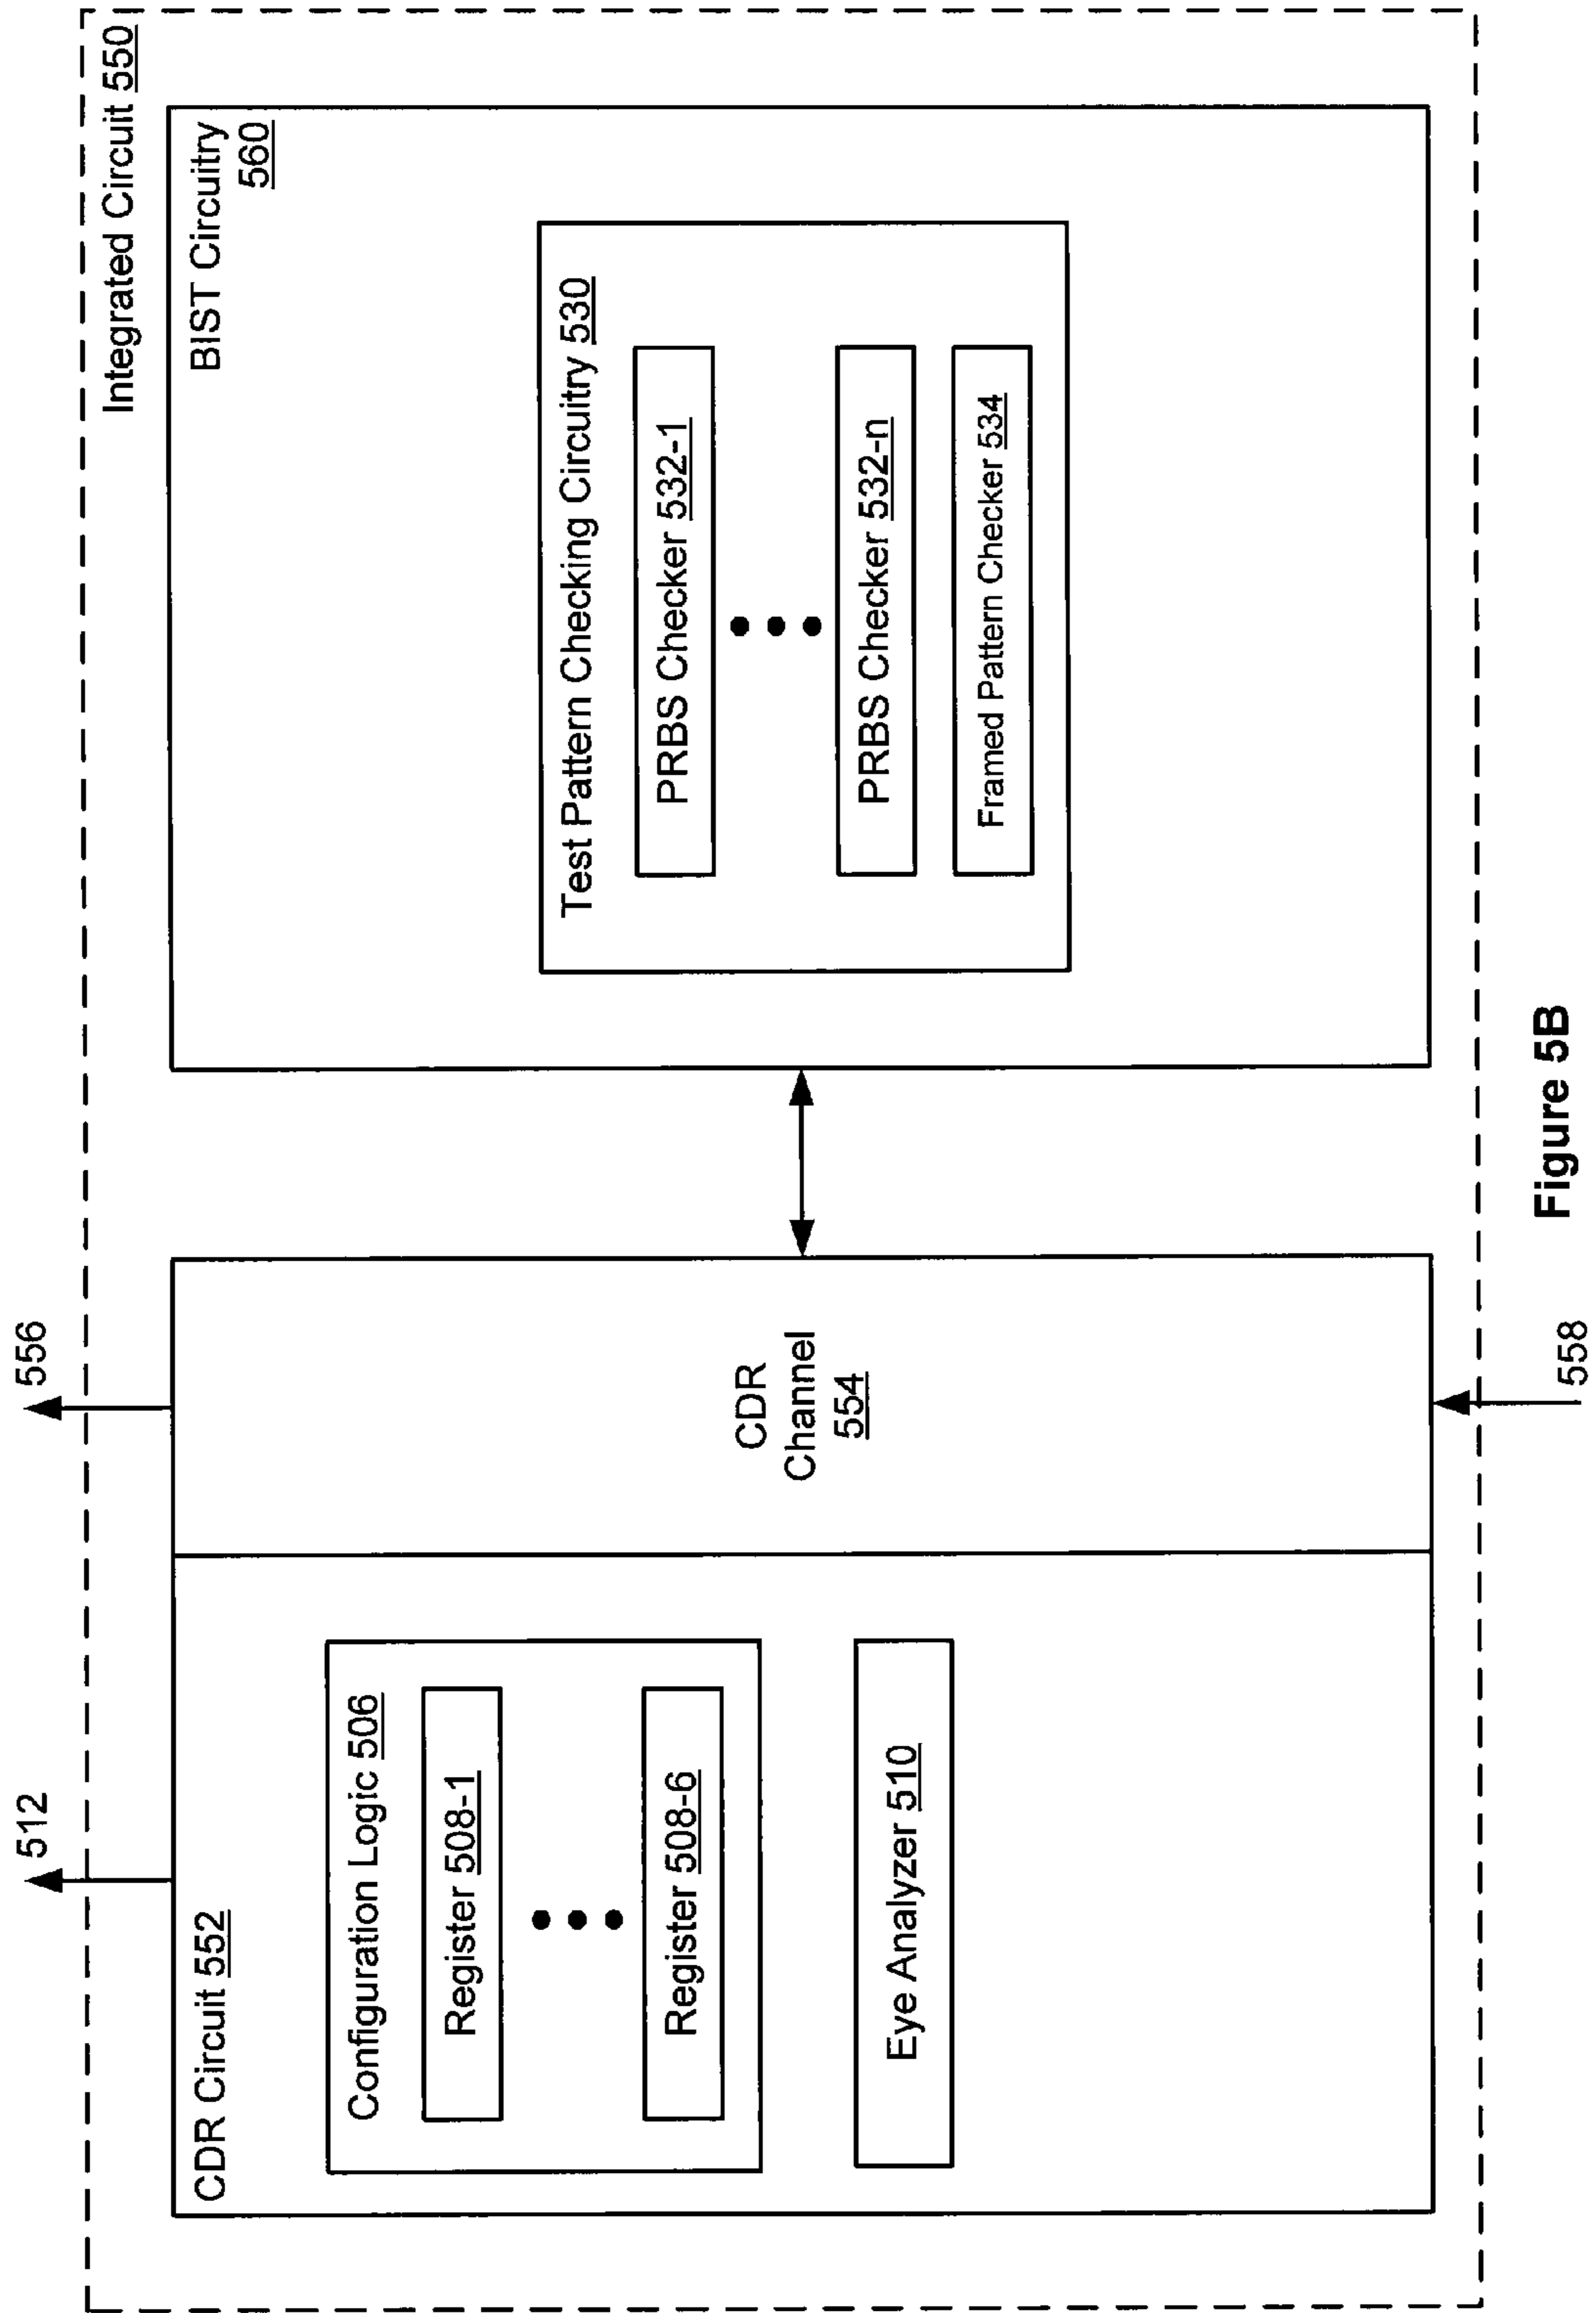 512
556
Integrated Circuit 550
CDR Circuit 552
Configuration Logic 506
Register 508-1
Register 508-6
Eye Analyzer 510
CDR
Channel
554
BIST Circuitry
560
Test Pattern Checking Circuitry 530
PRBS Checker 532-1
PRBS Checker 532-n
Framed Pattern Checker 534
558
Figure 5B